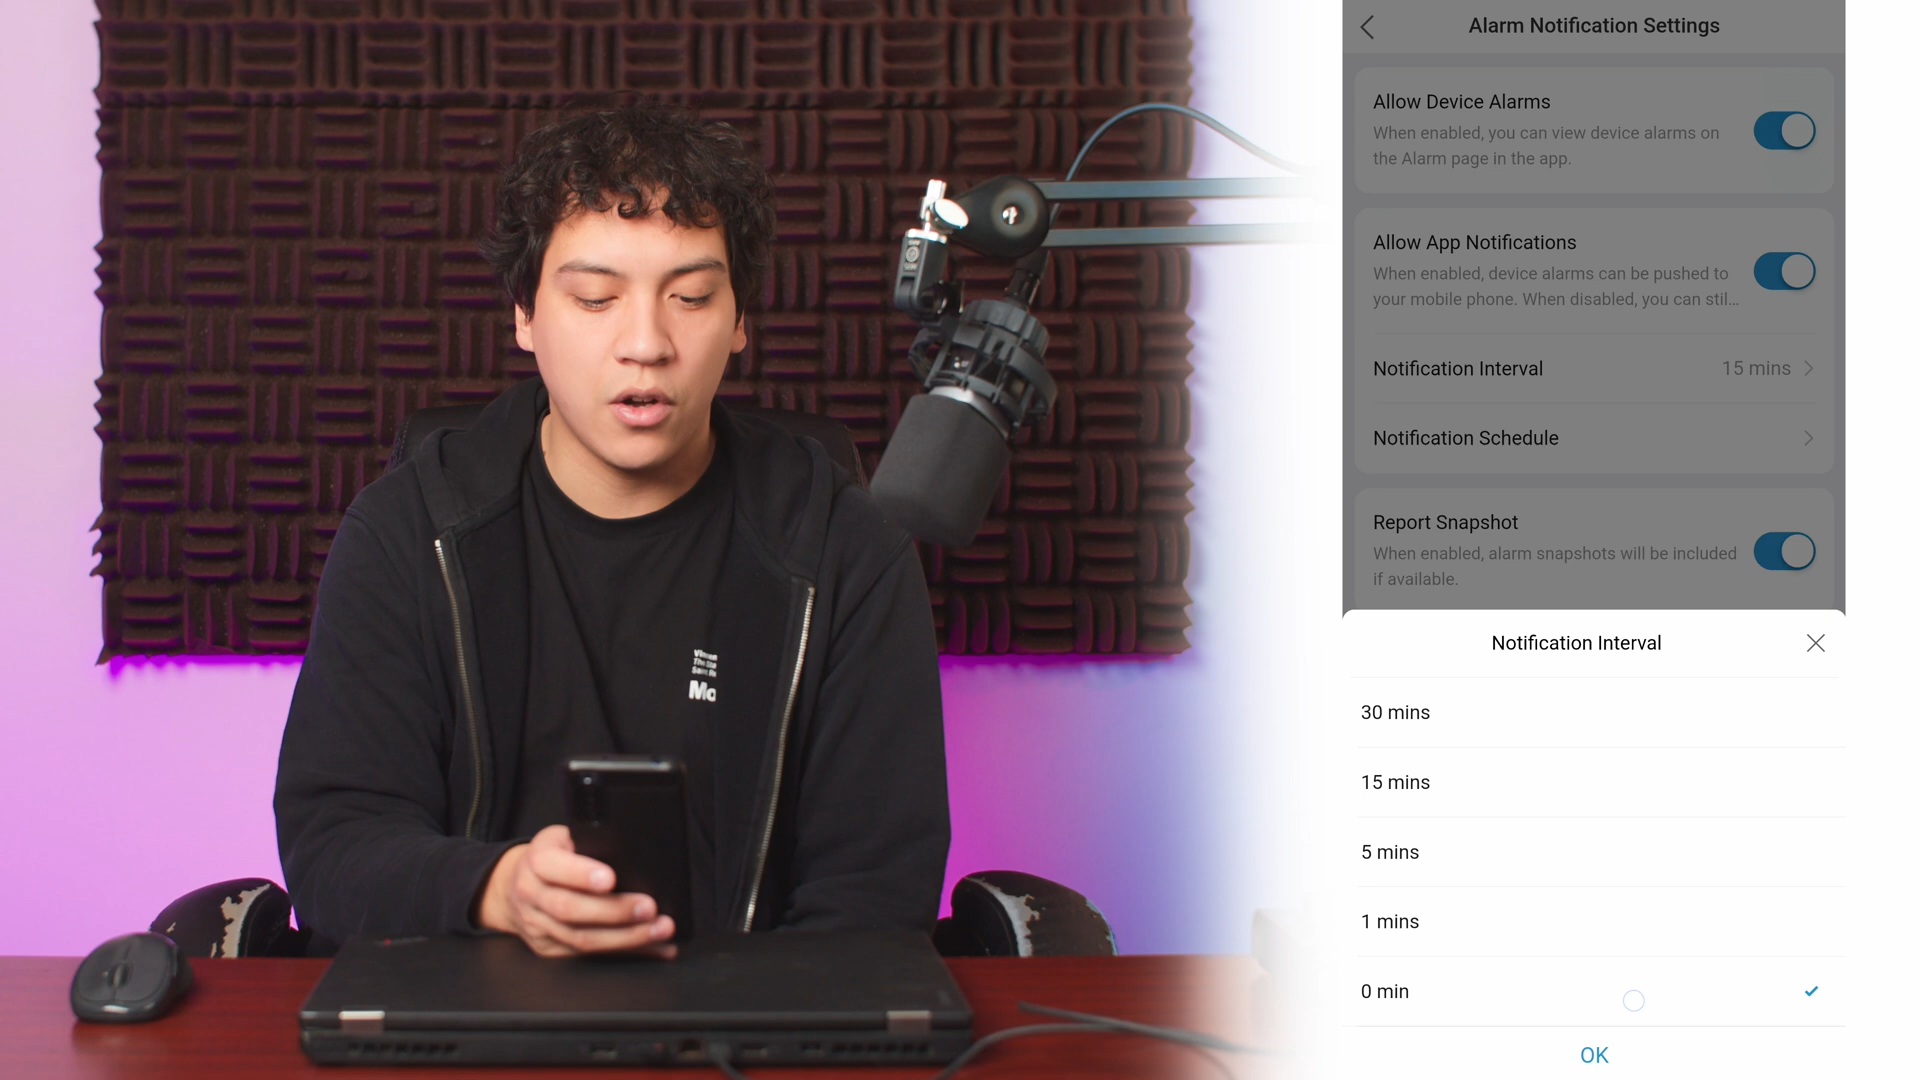 Alarm Notification Settings
Allow Device Alarms
When enabled, you can view device alarms on
the Alarm page in the app.
Allow App Notifications
When enabled, device alarms can be pushed to
your mobile phone. When disabled, you can stil...
Notification Interval 15 mins
Notification Schedule
Report Snapshot
When enabled, alarm snapshots will be included
if available.
Notification Interval
30 mins
15 mins
5 mins
1 mins
0 min
OK
Mo